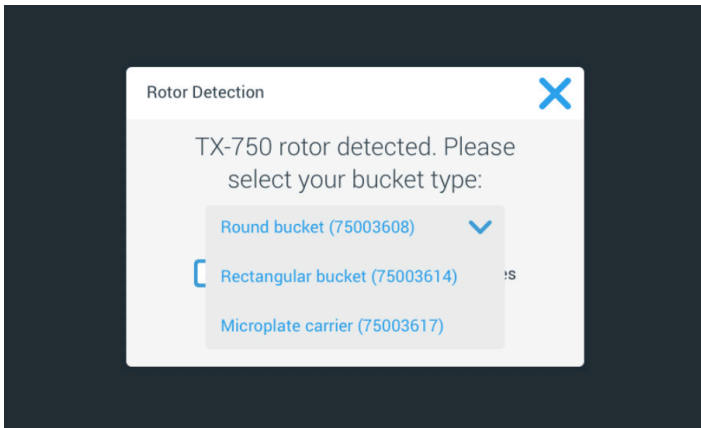 Rotor Detection
TX-750 rotor detected. Please
select your bucket type:
Round bucket (75003608)
Rectangular bucket (75003614)
Microplate carrier (75003617)